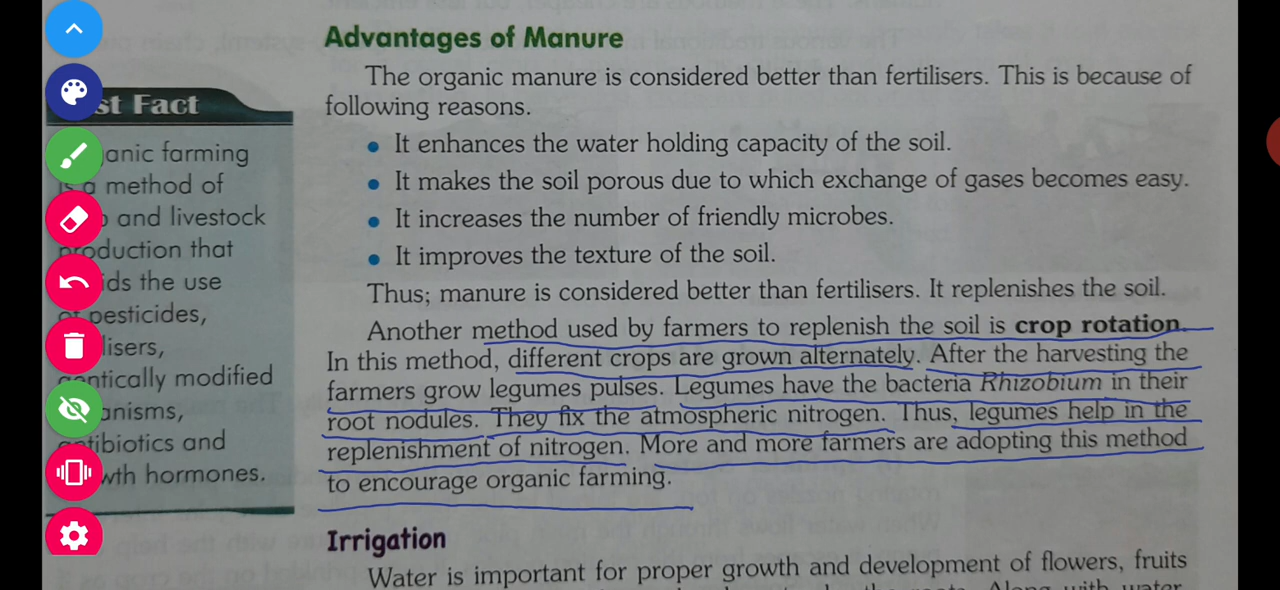 Advantages of Manure
The organic manure is considered better than fertilisers. This is because of
following reasons.
• It enhances the water holding capacity of the soil.
• It makes the soil porous due to which exchange of gases becomes easy.
• It increases the number of friendly microbes.
• It improves the texture of the soil.
Thus; manure is considered better than fertilisers. It replenishes the soil.
Another method used by farmers to replenish the soil is crop rotation.
In this method, different crops are grown alternately. After the harvesting the
farmers grow legumes pulses. Legumes have the bacteria Rhizobium in their
root nodules. They fix the atmospheric nitrogen. Thus, legumes help in the
replenishment of nitrogen. More and more farmers are adopting this method
to encourage organic farming.
Irrigation
Water is important for proper growth and development of flowers, fruits
Fact
farming
is a method of
and livestock
production that
the use
of pesticides,
modified
antibiotics and
hormones.